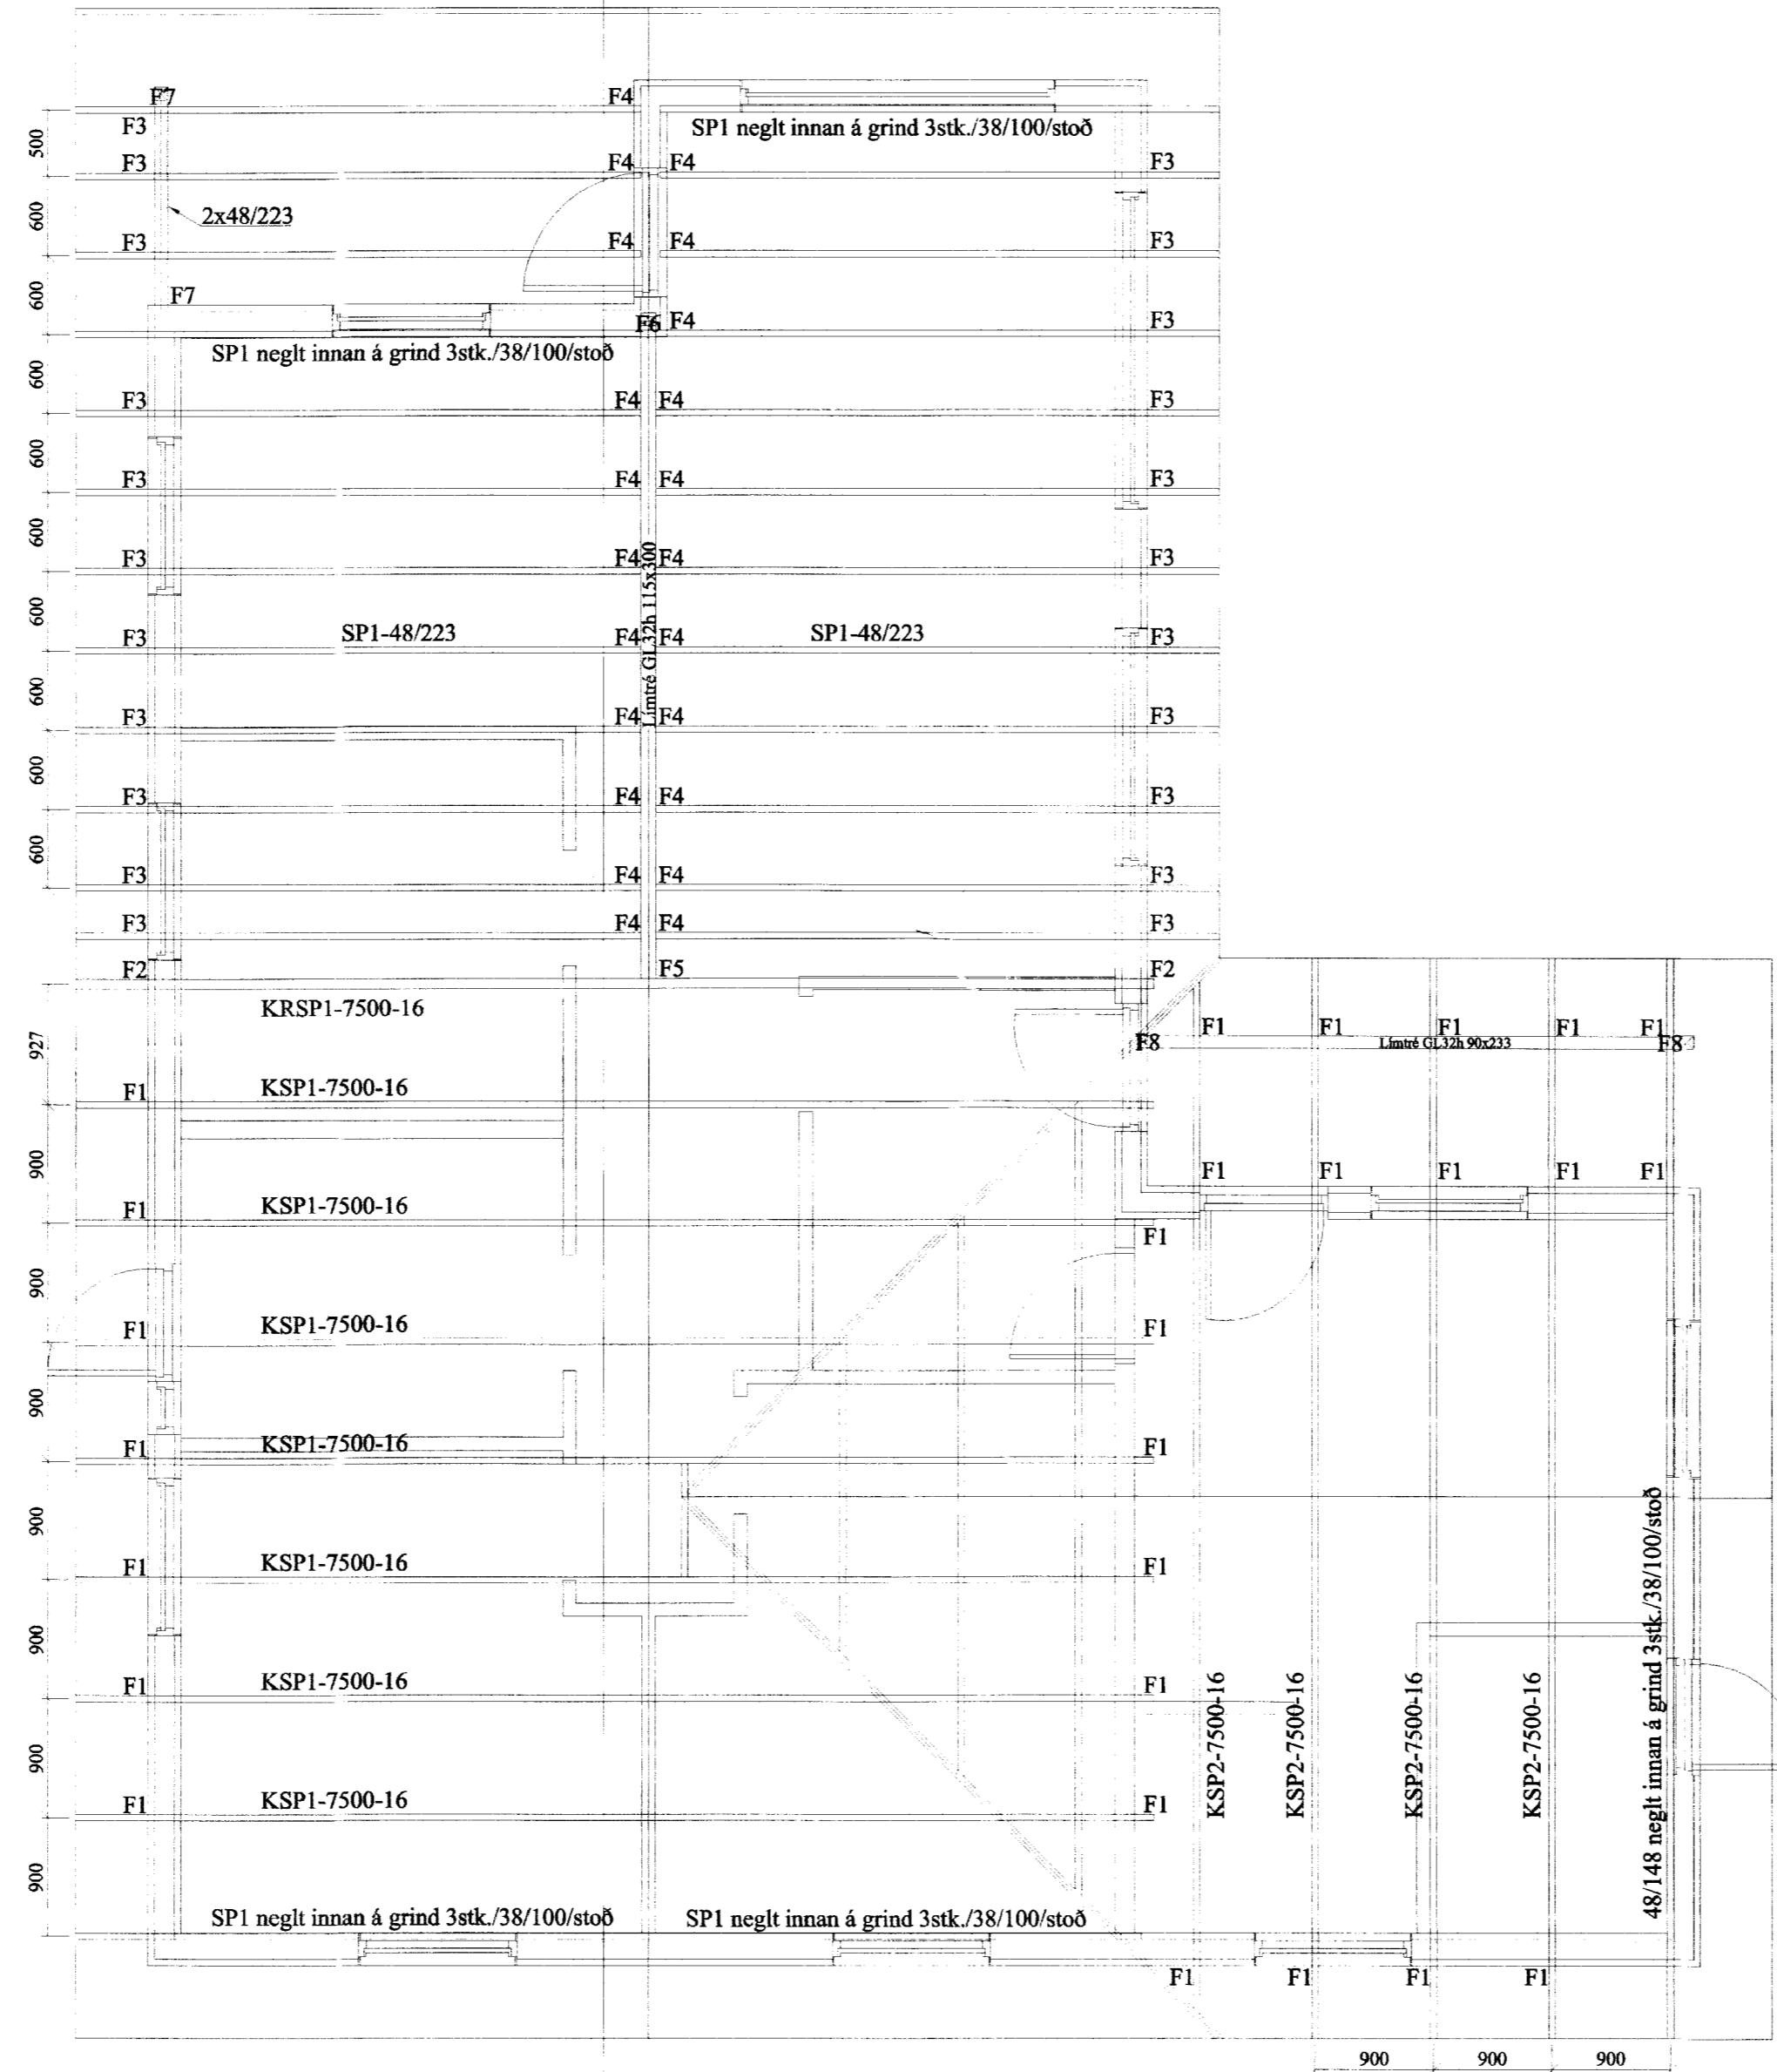 F7 F4
F3 SP1 neglt innan á grind 3stk./38/100/stoð
500
F3 F4 F4 F3
2x48/223
600
F3 F4 F4 F3
600
F7
F6 F4 F3
SP1 neglt innan á grind 3stk./38/100/stoð
600
F3 F4 F4 F3
600
F3 F4 F4 F3
600
F3 F4 F4 F3
Límtré GL32h 115x300
600
F3 SP1-48/223 F4 F4 SP1-48/223 F3
600
F3 F4 F4 F3
600
F3 F4 F4 F3
600
F3 F4 F4 F3
F3 F4 F4 F3
F2 F5 F2
KRSP1-7500-16
F1 F1 F1 F1 F1
927
F8 Límtré GL32h 90x233 F8
F1 KSP1-7500-16
900
F1 F1 F1 F1 F1
F1 KSP1-7500-16
F1
900
F1 KSP1-7500-16 F1
900
F1 KSP1-7500-16 F1
900
F1 KSP1-7500-16 F1
900
F1 KSP1-7500-16 F1
900
F1 KSP1-7500-16 F1
900
KSP2-7500-16
KSP2-7500-16
KSP2-7500-16
KSP2-7500-16
48/148 neglt innan á grind 3stk./38/100/stoð
SP1 neglt innan á grind 3stk./38/100/stoð SP1 neglt innan á grind 3stk./38/100/stoð
F1 F1 F1 F1
900 900 900